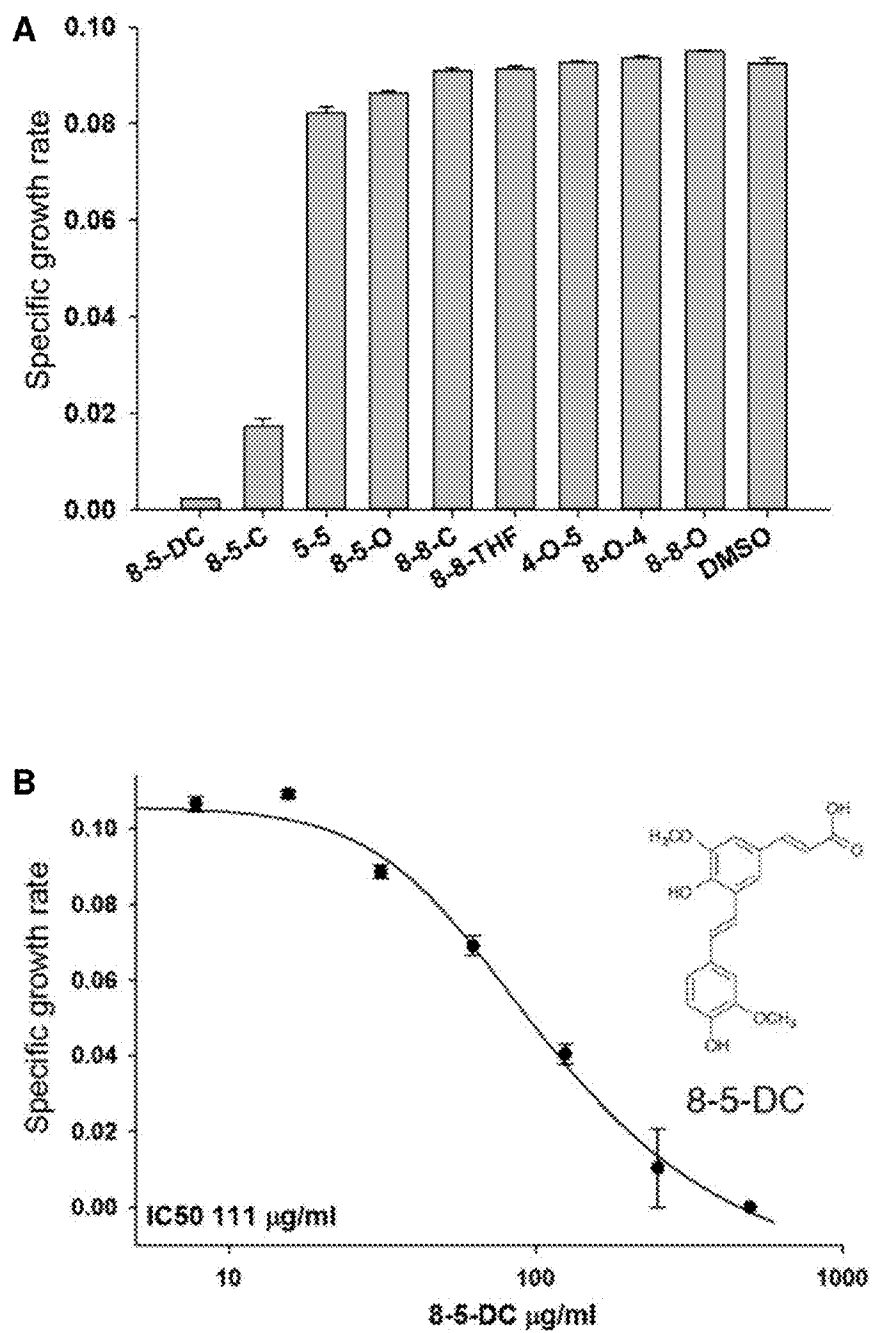 A
0.10
0.08
0.06
0.04
0.02
0.00
Specific growth rate
8-5-DC
8-5-C
5-5
8-5-O
8-8-C
8-8-THF
4-O-5
8-O-4
8-8-O
DMSO
B
0.10
0.08
0.06
0.04
0.02
0.00
Specific growth rate
OH
H₃CO
O
HO
OCH₃
OH
8-5-DC
IC50 111 µg/ml
10
100
1000
8-5-DC µg/ml